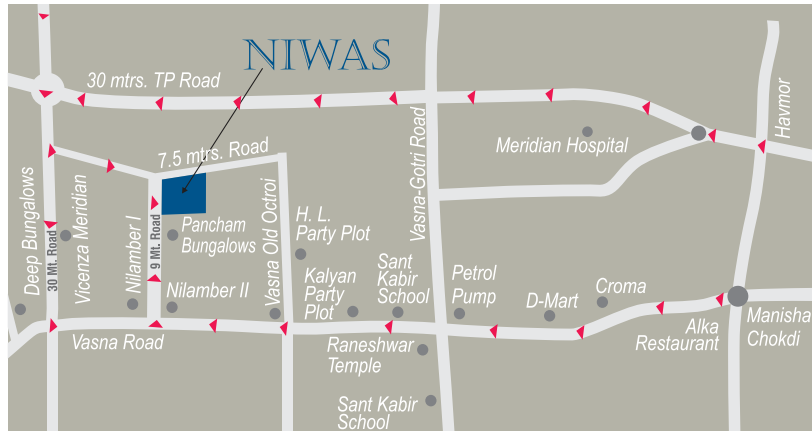 NIWAS
30 mtrs. TP Road
Havmor
Meridian Hospital
Vasna-Gotri Road
7.5 mtrs. Road
Deep Bungalows
30 Mt. Road
Vicenza Meridian
Nilamber I
9 Mt. Road
Pancham
Bungalows
Nilamber II
Vasna Old Octroi
H. L.
Party Plot
Kalyan
Party
Plot
Sant
Kabir
School
Petrol
Pump
D-Mart
Croma
Alka
Restaurant
Manisha
Chokdi
Vasna Road
Raneshwar
Temple
Sant Kabir
School